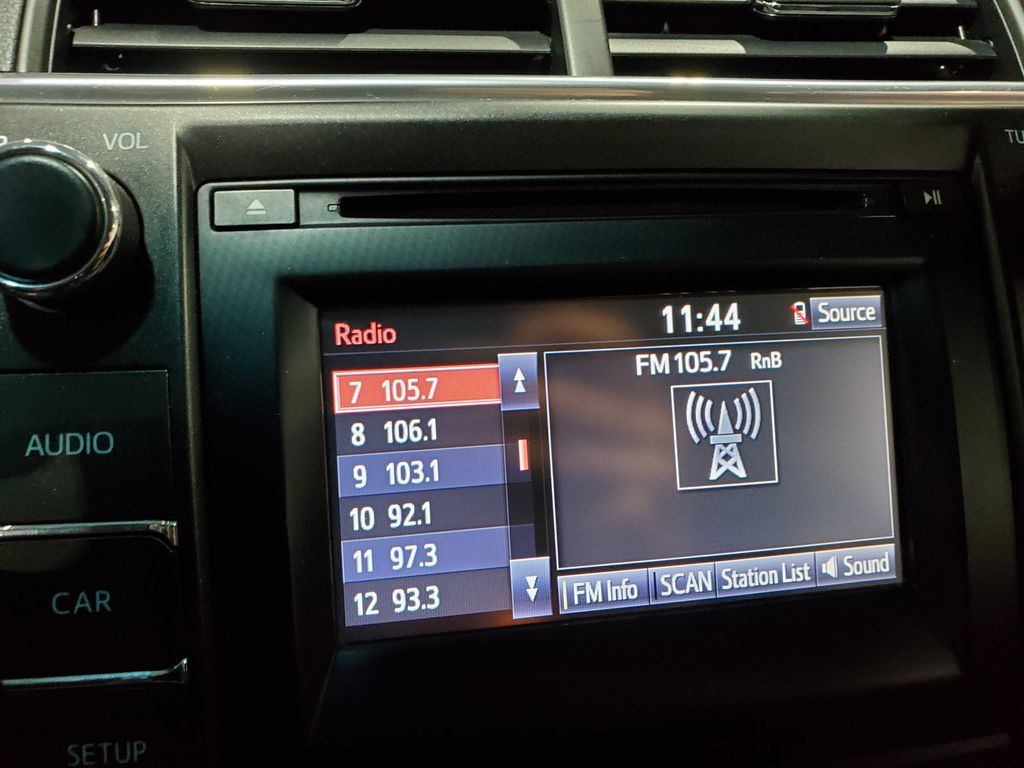 VOL
Radio
11:44
Source
FM 105.7 RnB
7 105.7
8 106.1
9 103.1
10 92.1
11 97.3
12 93.3
FM Info
SCAN
Station List
Sound
AUDIO
CAR
SETUP